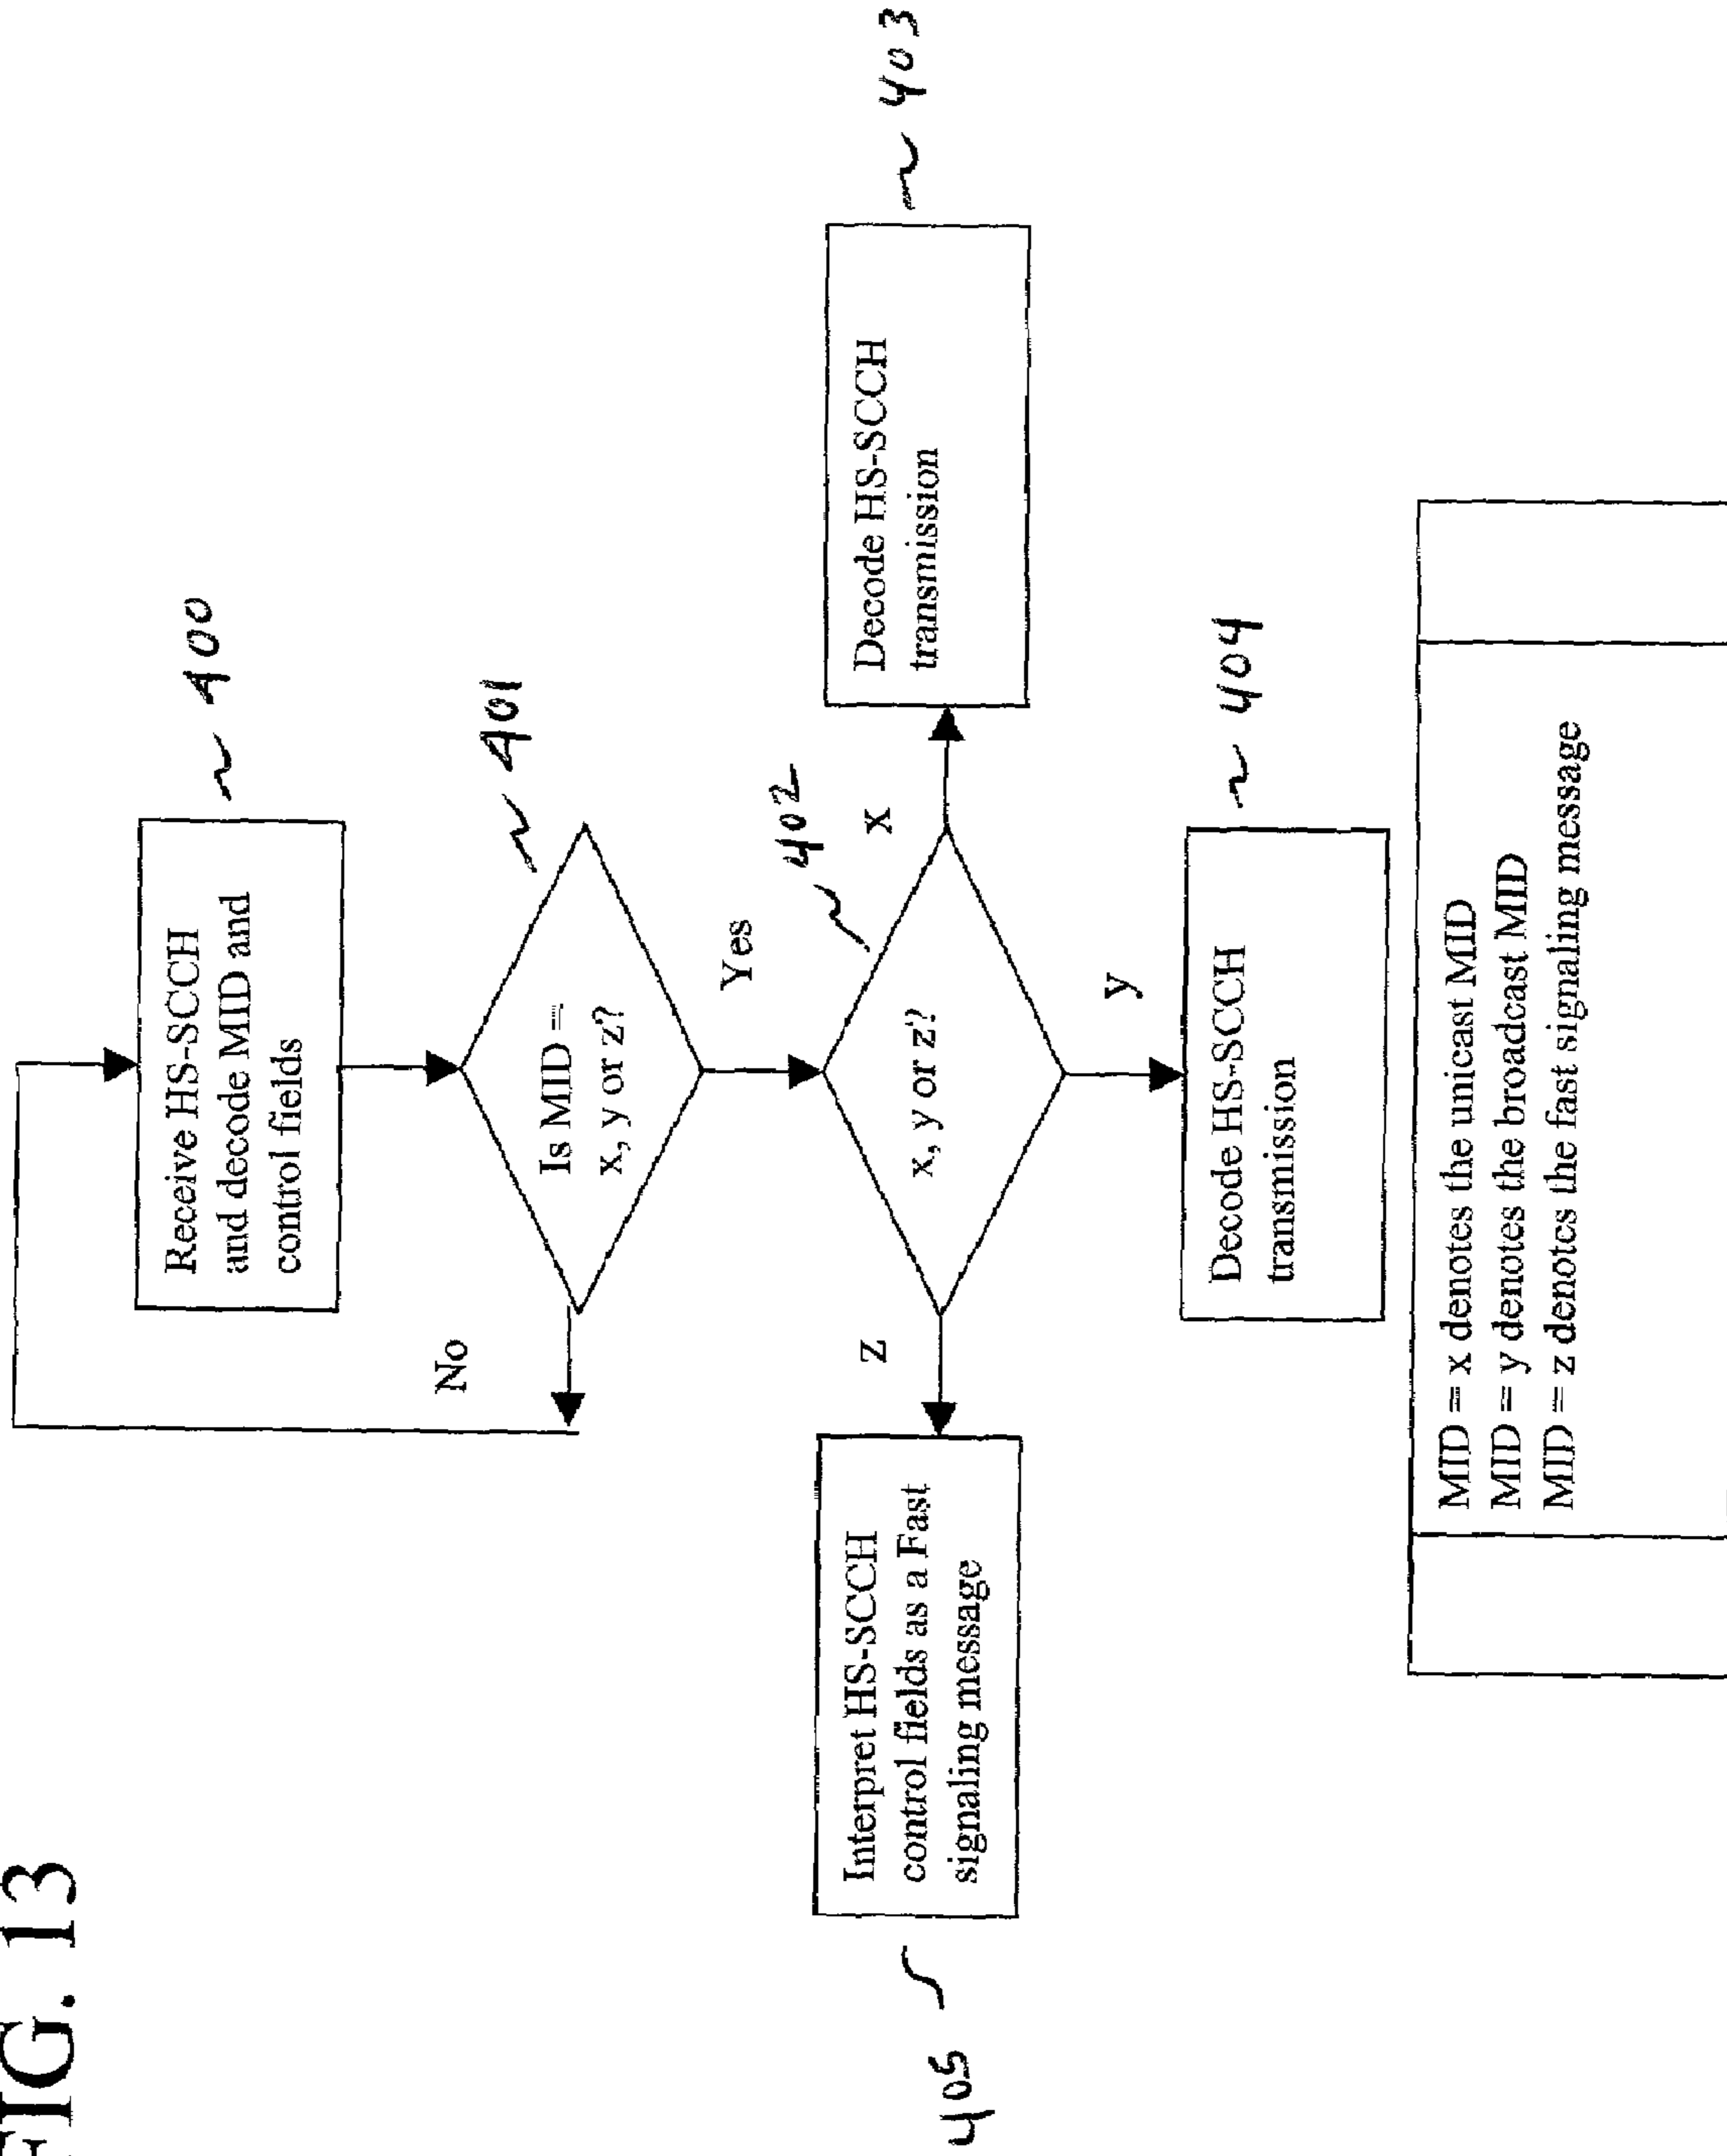 FIG. 13
Receive HS-SCCH
and decode MID and
control fields
400
No
Is MID =
x, y or z?
401
Yes
402
Interpret HS-SCCH
control fields as a Fast
signaling message
405
z
x, y or z?
x
Decode HS-SCCH
transmission
403
y
Decode HS-SCCH
transmission
404
MID = x denotes the unicast MID
MID = y denotes the broadcast MID
MID = z denotes the fast signaling message